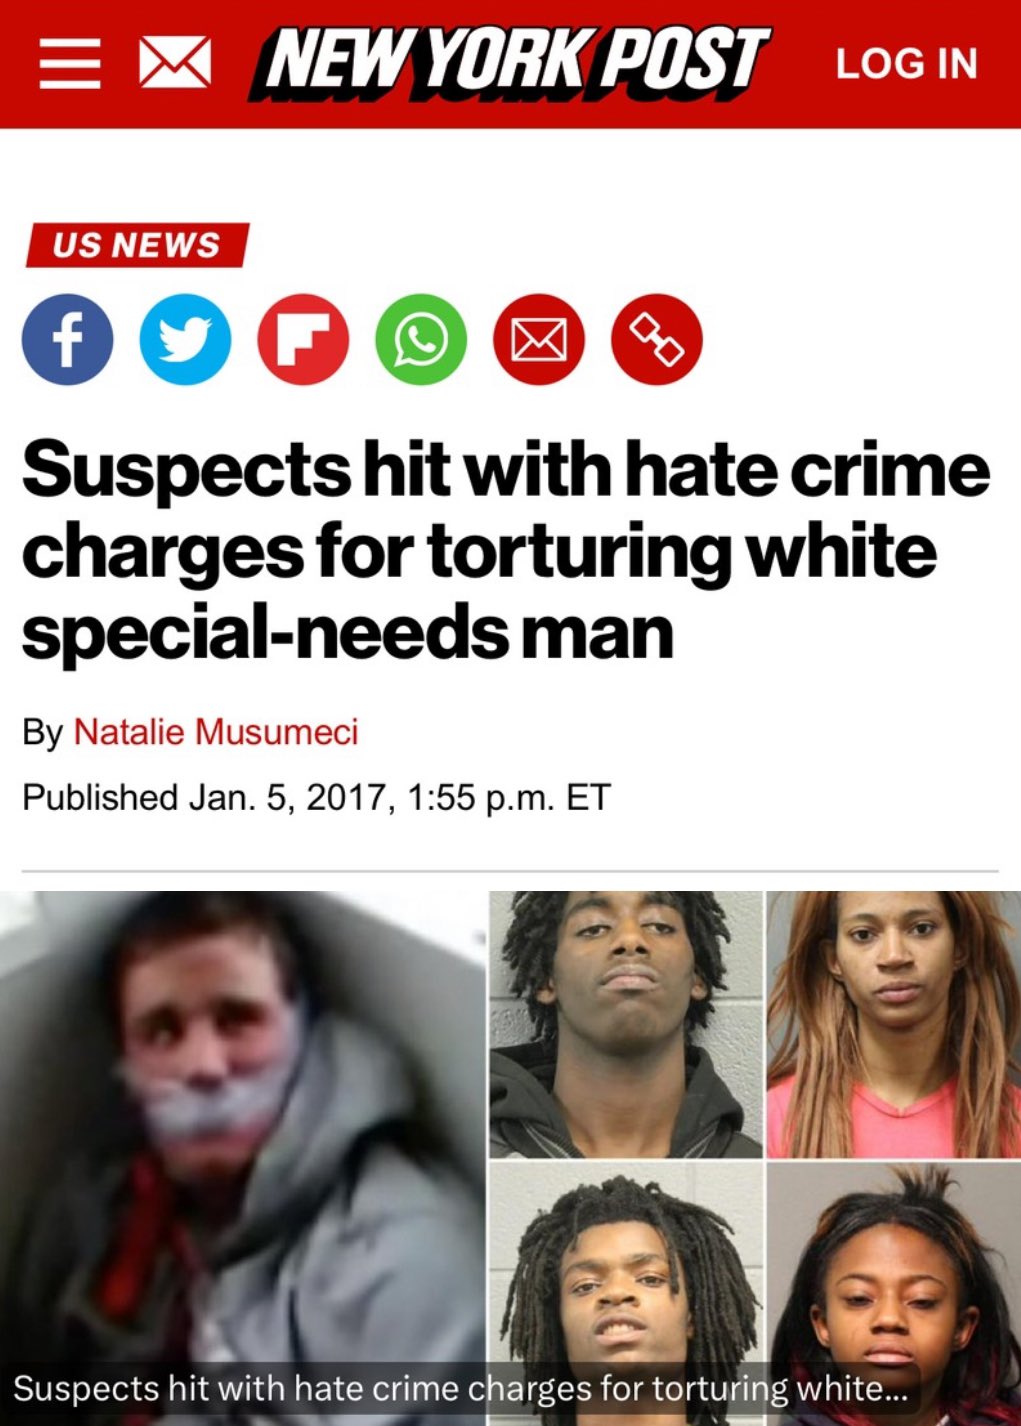 NEW YORK POST
LOG IN
US NEWS
Suspects hit with hate crime
charges for torturing white
special-needs man
By Natalie Musumeci
Published Jan. 5, 2017, 1:55 p.m. ET
Suspects hit with hate crime charges for torturing white...